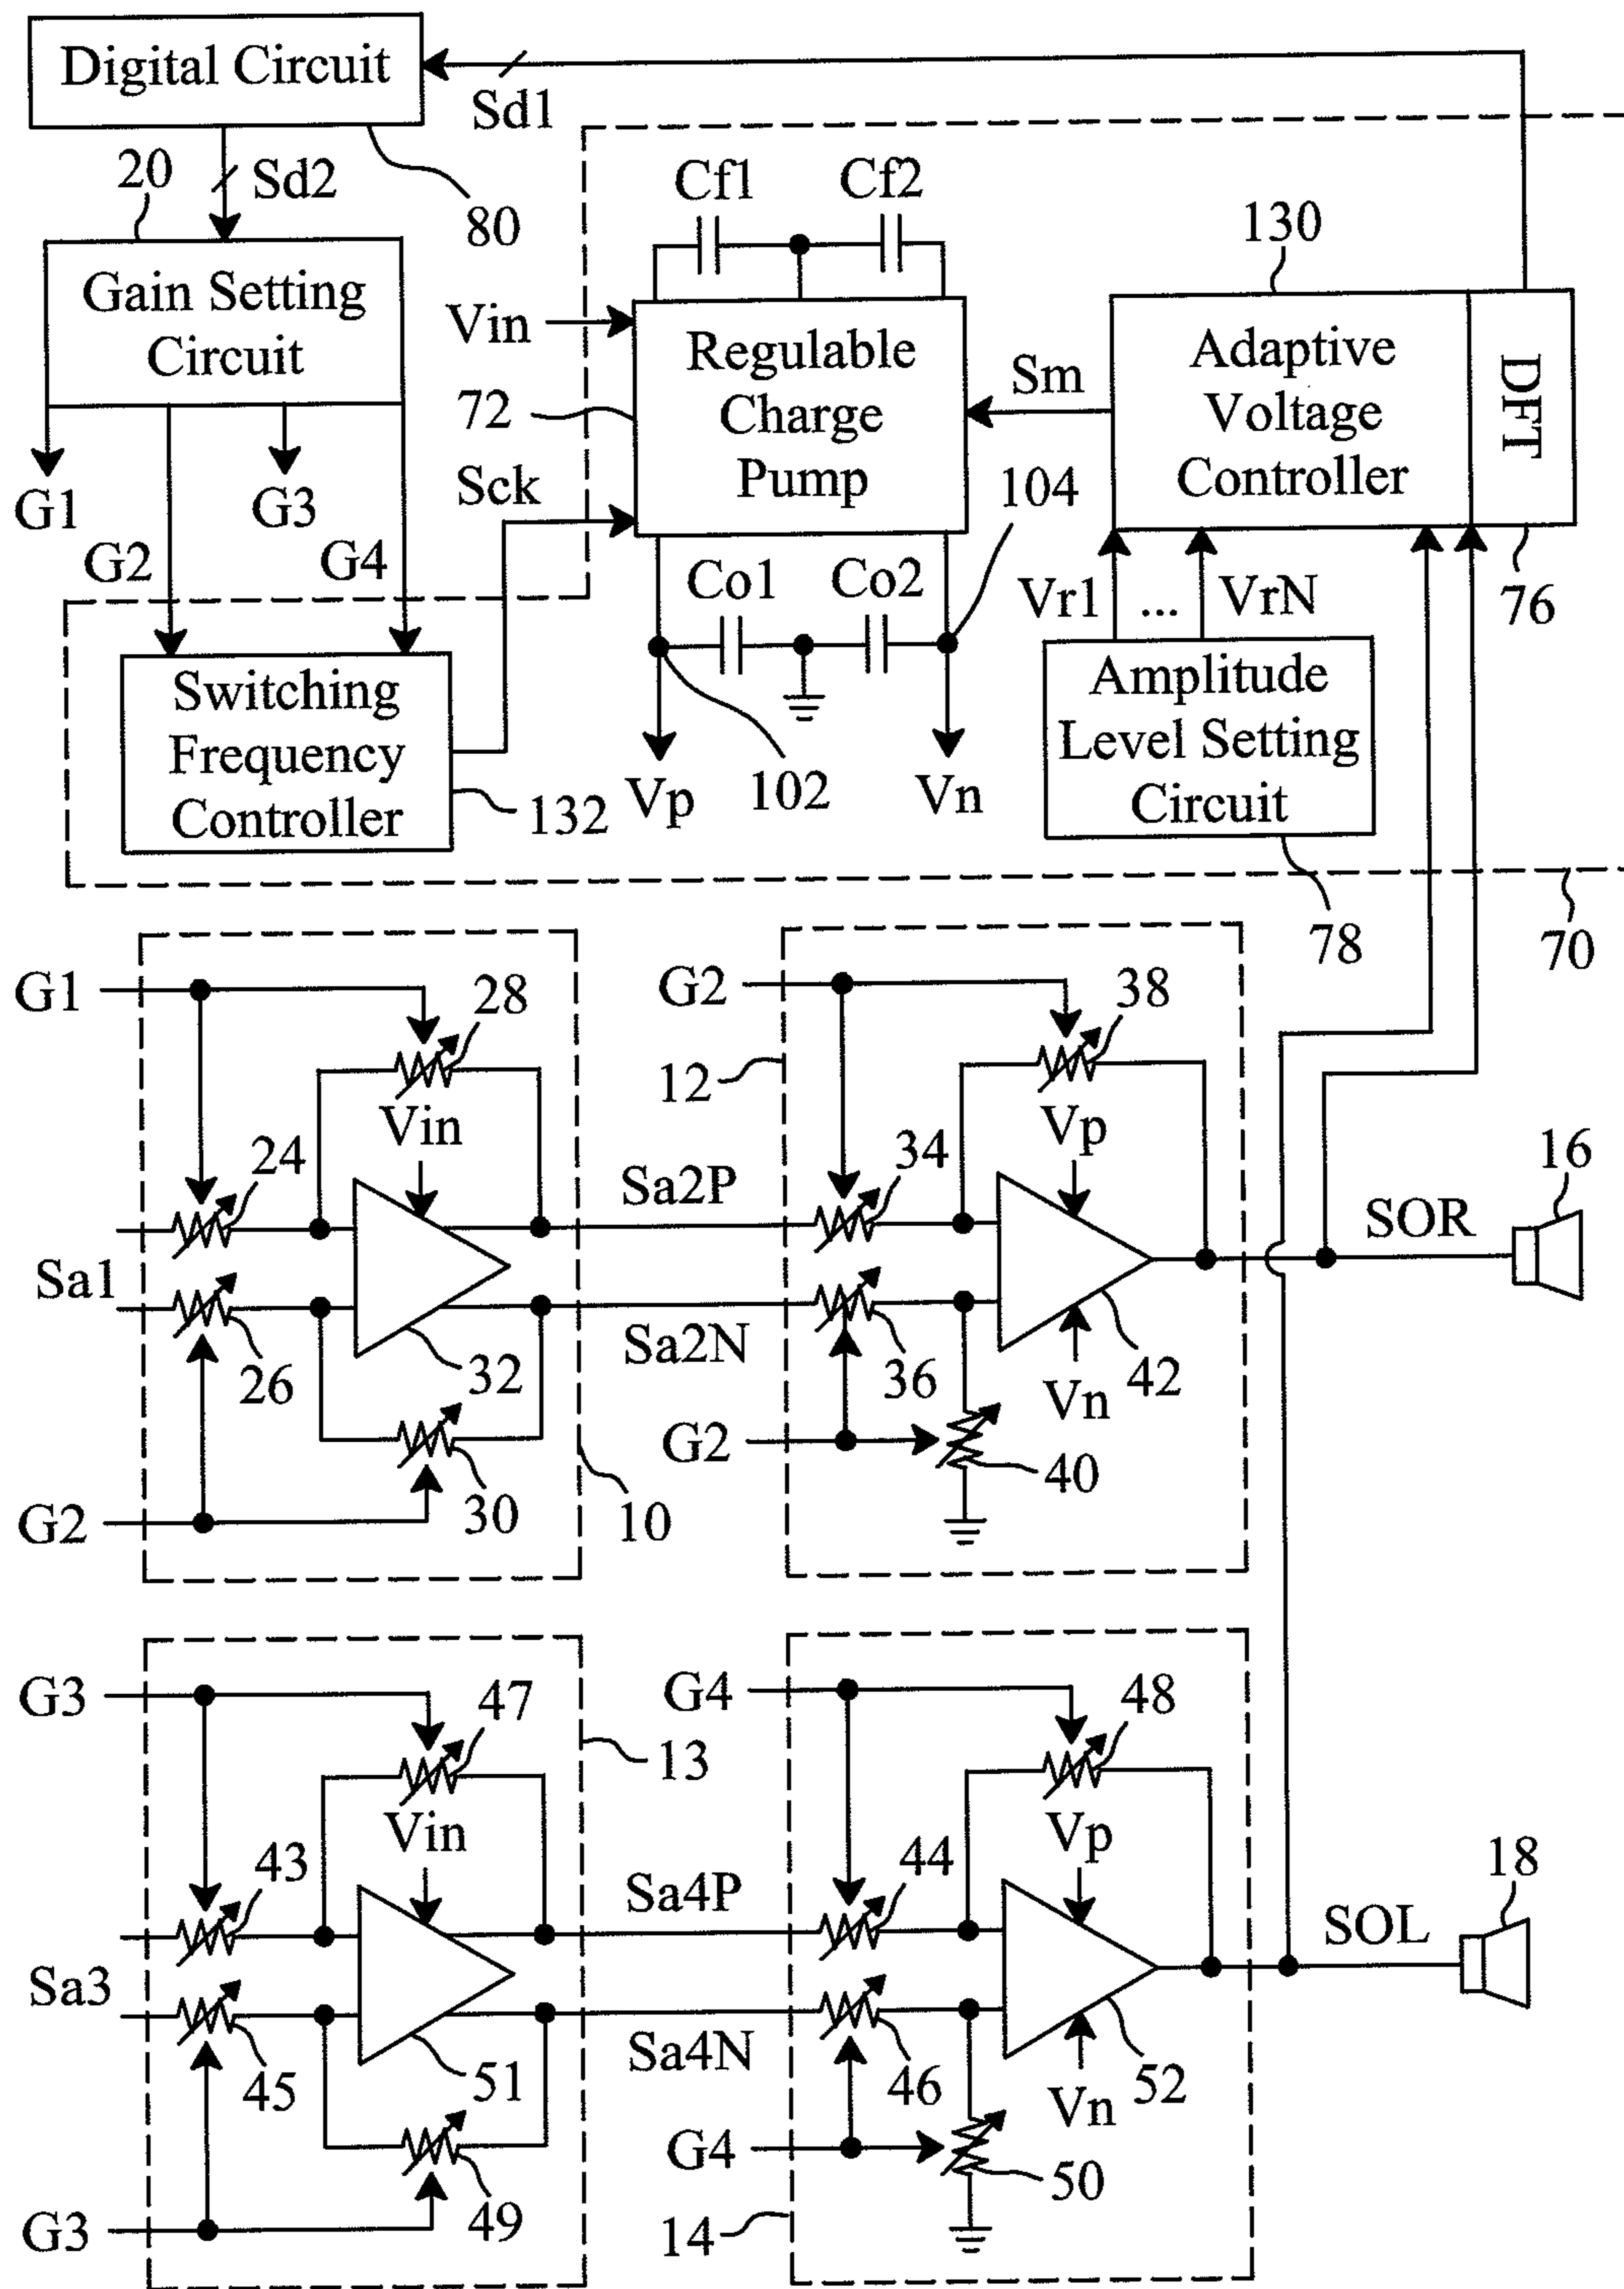 Digital Circuit
Sd1
20
Sd2
80
Cf1
Cf2
130
Gain Setting
Circuit
Vin
72
Regulable
Charge
Pump
Sm
Adaptive
Voltage
Controller
DFT
Sck
104
G1
G3
G2
G4
Co1
Co2
Vr1
...
VrN
76
Switching
Frequency
Controller
132
Vp
102
Vn
Amplitude
Level Setting
Circuit
78
70
G1
28
G2
38
12
Vin
Vp
24
Sa2P
34
16
SOR
Sa1
26
32
Sa2N
36
Vn
42
G2
40
30
10
G2
G3
47
13
G4
48
Vin
Vp
43
Sa4P
44
18
SOL
Sa3
45
51
Sa4N
46
Vn
52
G4
50
49
G3
14